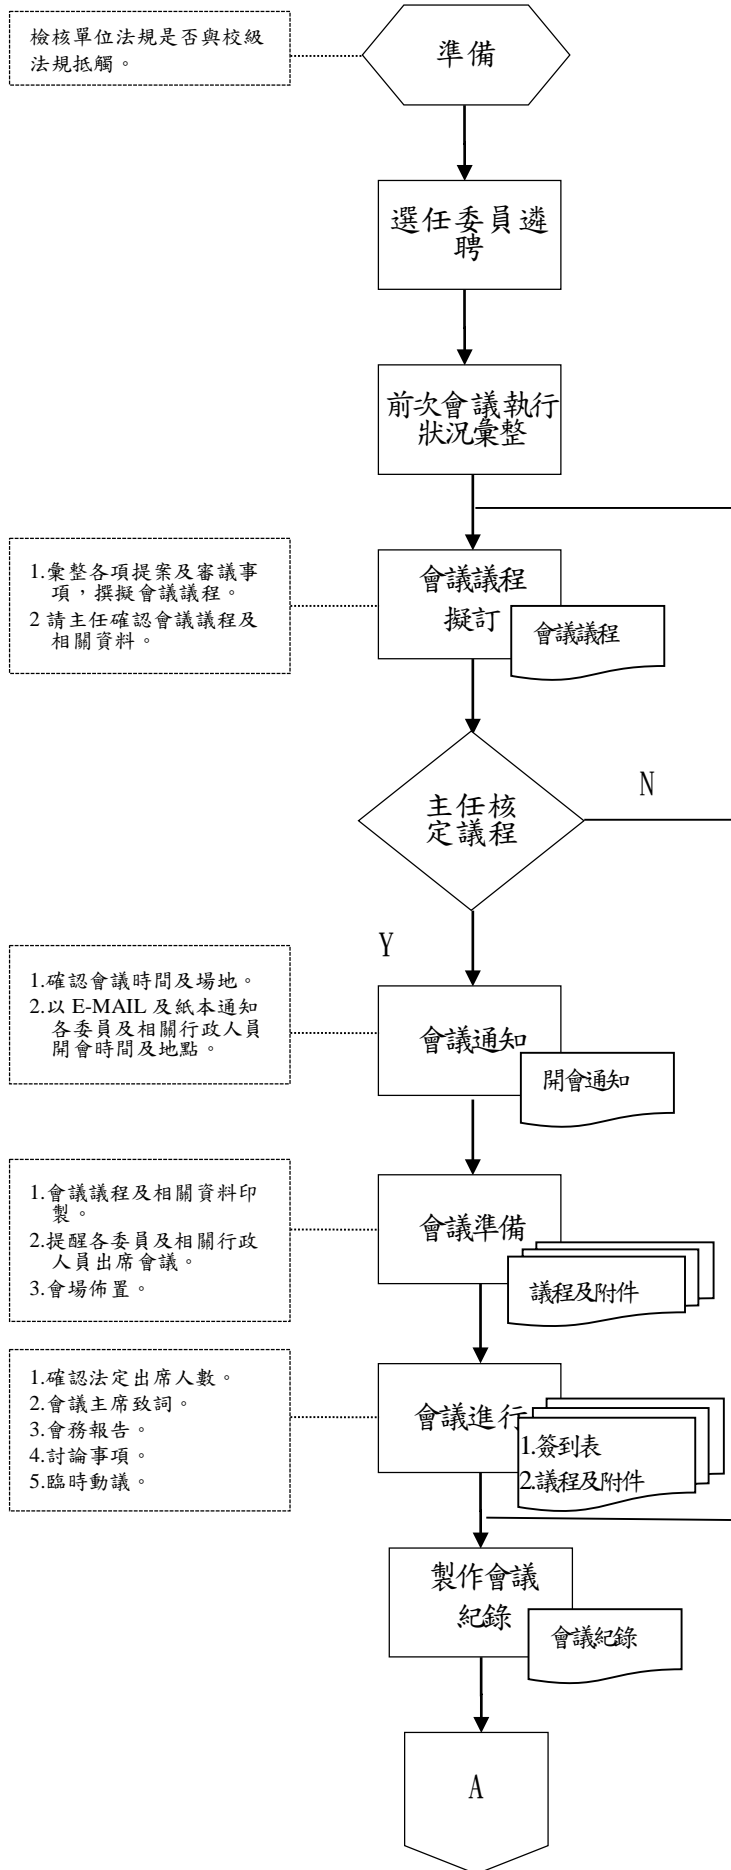 檢核單位法規是否與校級
法規抵觸。
準備
選任委員遴
聘
前次會議執行
狀況彙整
1.彙整各項提案及審議事
項，撰擬會議議程。
2 請主任確認會議議程及
相關資料。
會議議程
擬訂
會議議程
主任核
定議程
N
Y
1.確認會議時間及場地。
2.以 E-MAIL 及紙本通知
各委員及相關行政人員
開會時間及地點。
會議通知
開會通知
1.會議議程及相關資料印
製。
2.提醒各委員及相關行政
人員出席會議。
3.會場佈置。
會議準備
議程及附件
1.確認法定出席人數。
2.會議主席致詞。
3.會務報告。
4.討論事項。
5.臨時動議。
會議進行
1.簽到表
2.議程及附件
製作會議
紀錄
會議紀錄
A